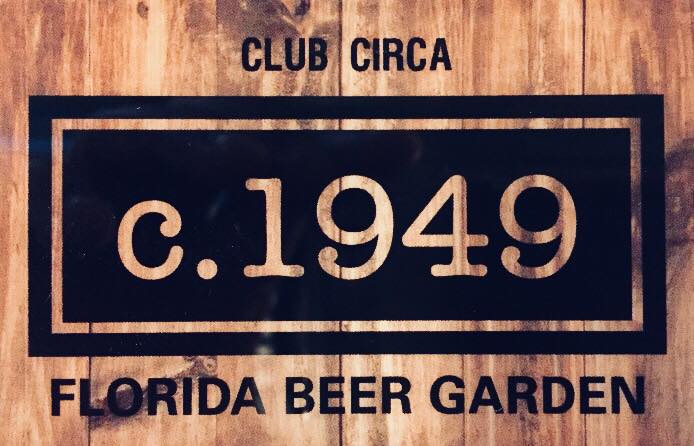 CLUB CIRCA
c.1949
FLORIDA BEER GARDEN